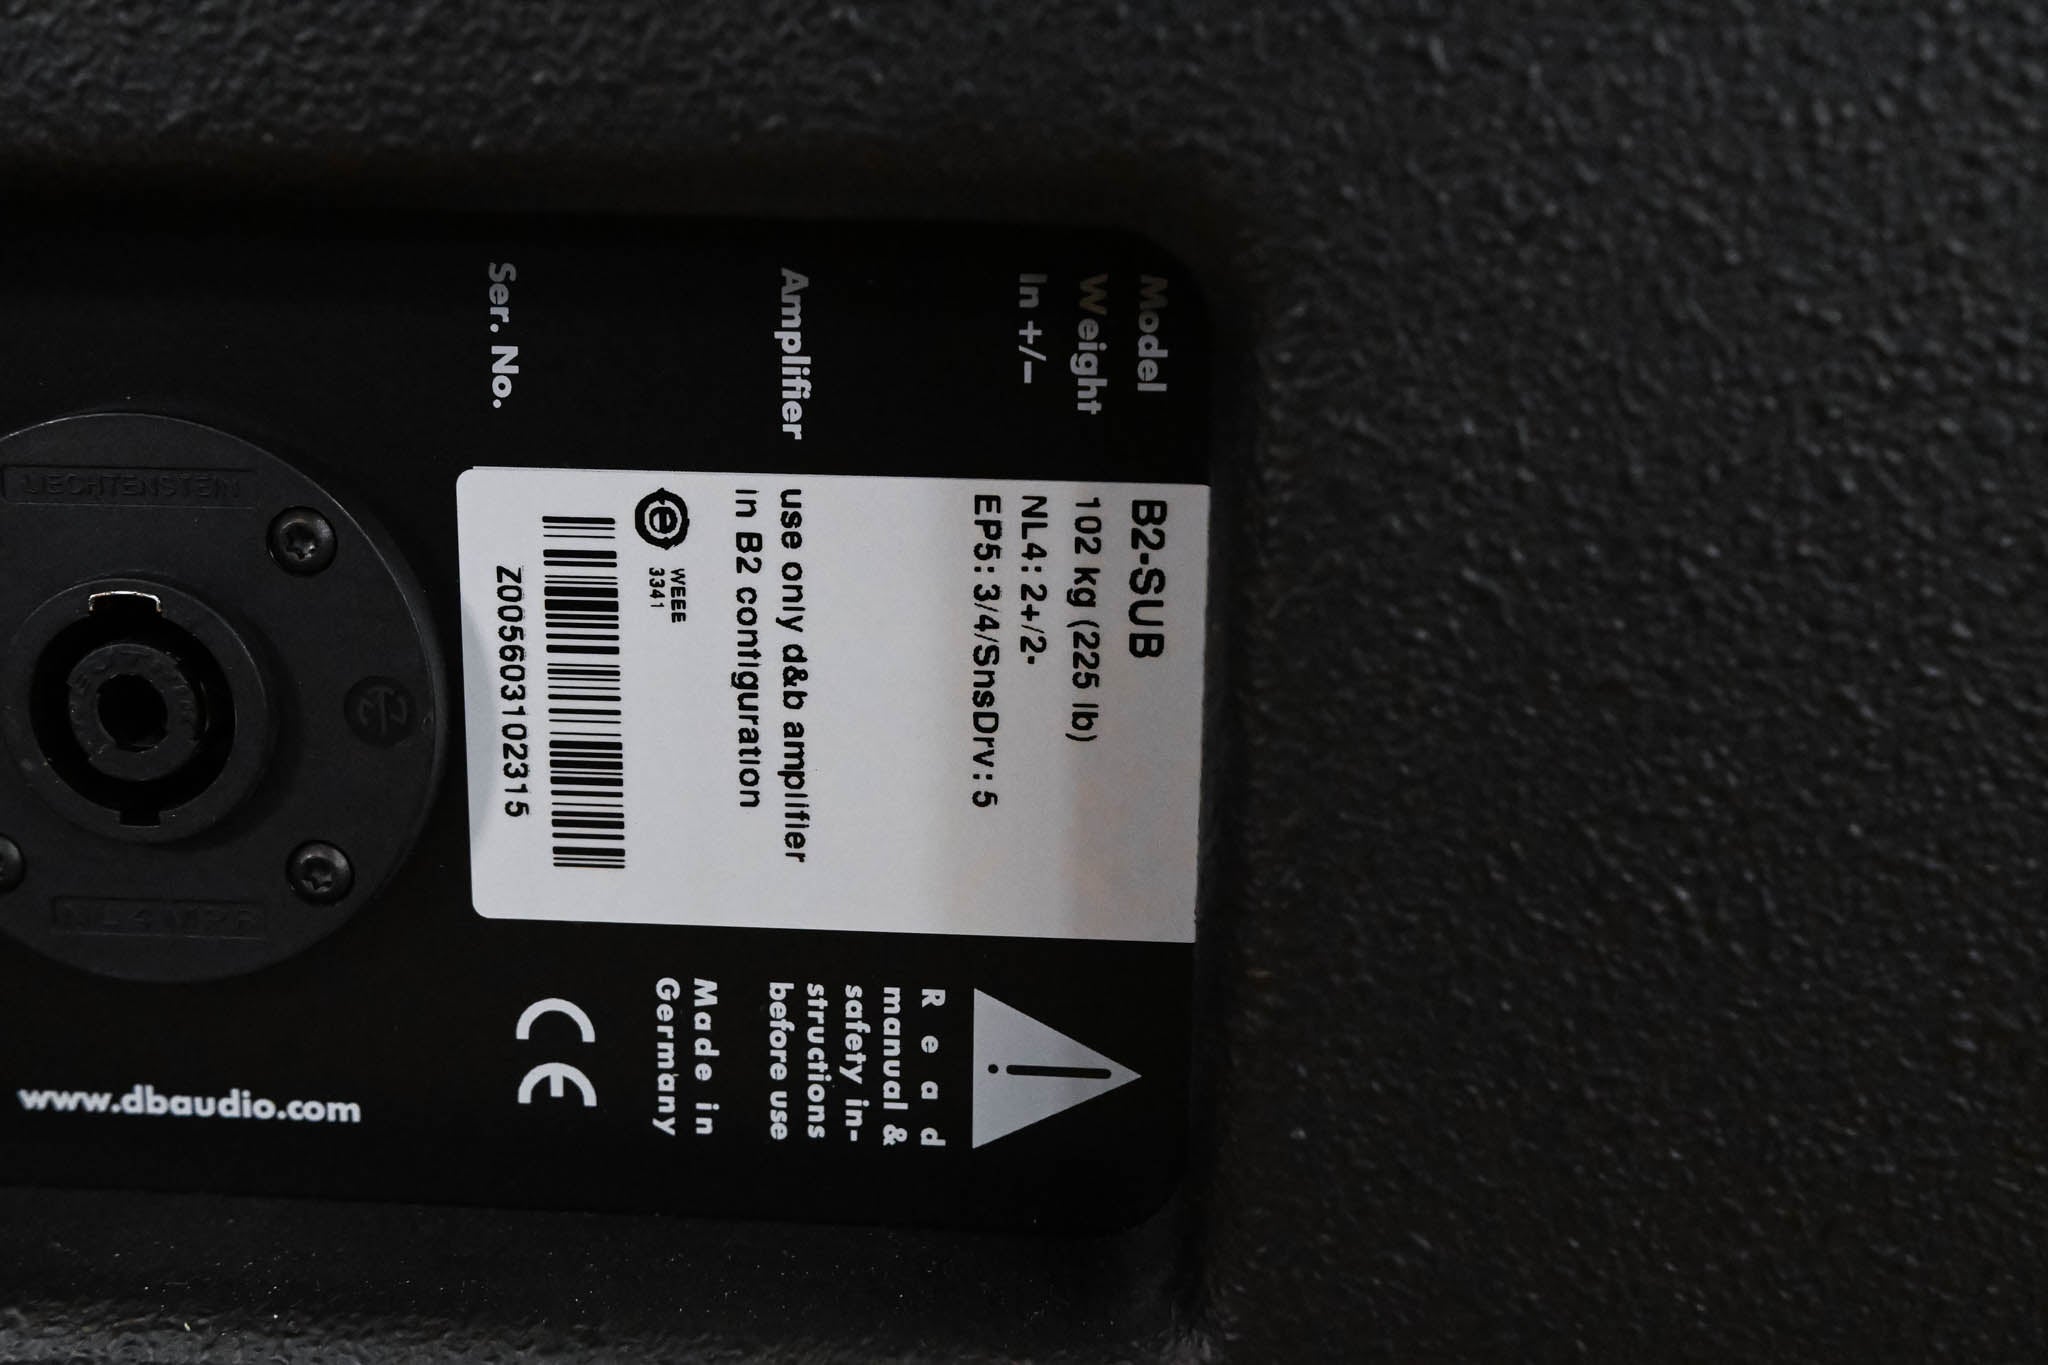 Model B2-SUB
Weight 102 kg (225 lb)
In +/– NL4: 2+/2-
EP5: 3/4/SnsDrv: 5
Amplifier use only d&b amplifier
in B2 configuration
WEEE
3341
Ser. No. Z005603102315
Read
manual &
safety in-
structions
before use
Made in
Germany
CE
www.dbaudio.com
LIECHTENSTEIN